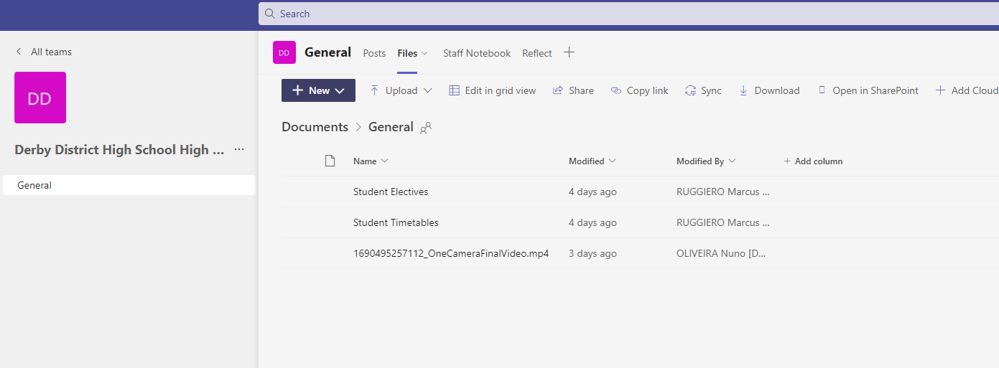 Search
All teams
DD
Derby District High School High ...
General
DD General Posts Files Staff Notebook Reflect
New Upload Edit in grid view Share Copy link Sync Download Open in SharePoint Add Cloud
Documents > General
Name Modified Modified By + Add column
Student Electives 4 days ago RUGGIERO Marcus ...
Student Timetables 4 days ago RUGGIERO Marcus ...
1690495257112_OneCameraFinalVideo.mp4 3 days ago OLIVEIRA Nuno [D...